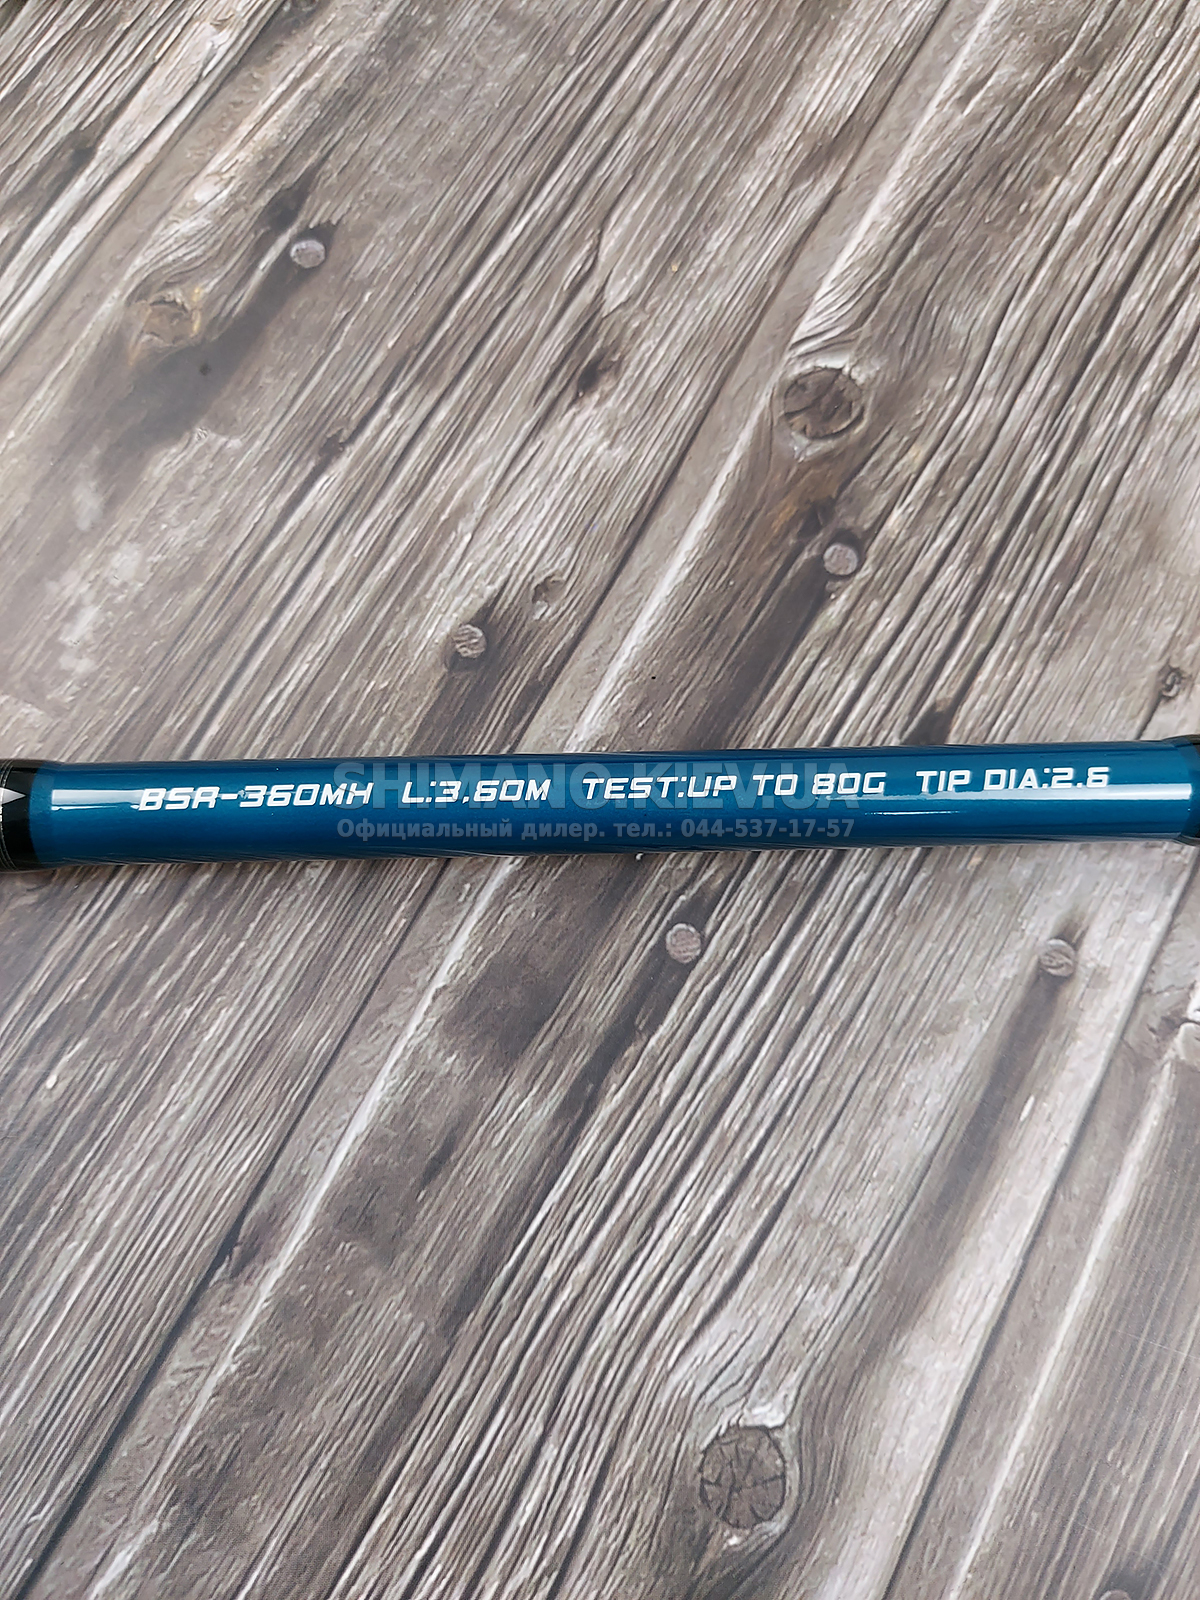 BSR-360MH L:3.60M TEST:UP TO 80G TIP DIA:2.6
SHIMANO.KIEV.UA
Официальный дилер. тел.: 044-537-17-57